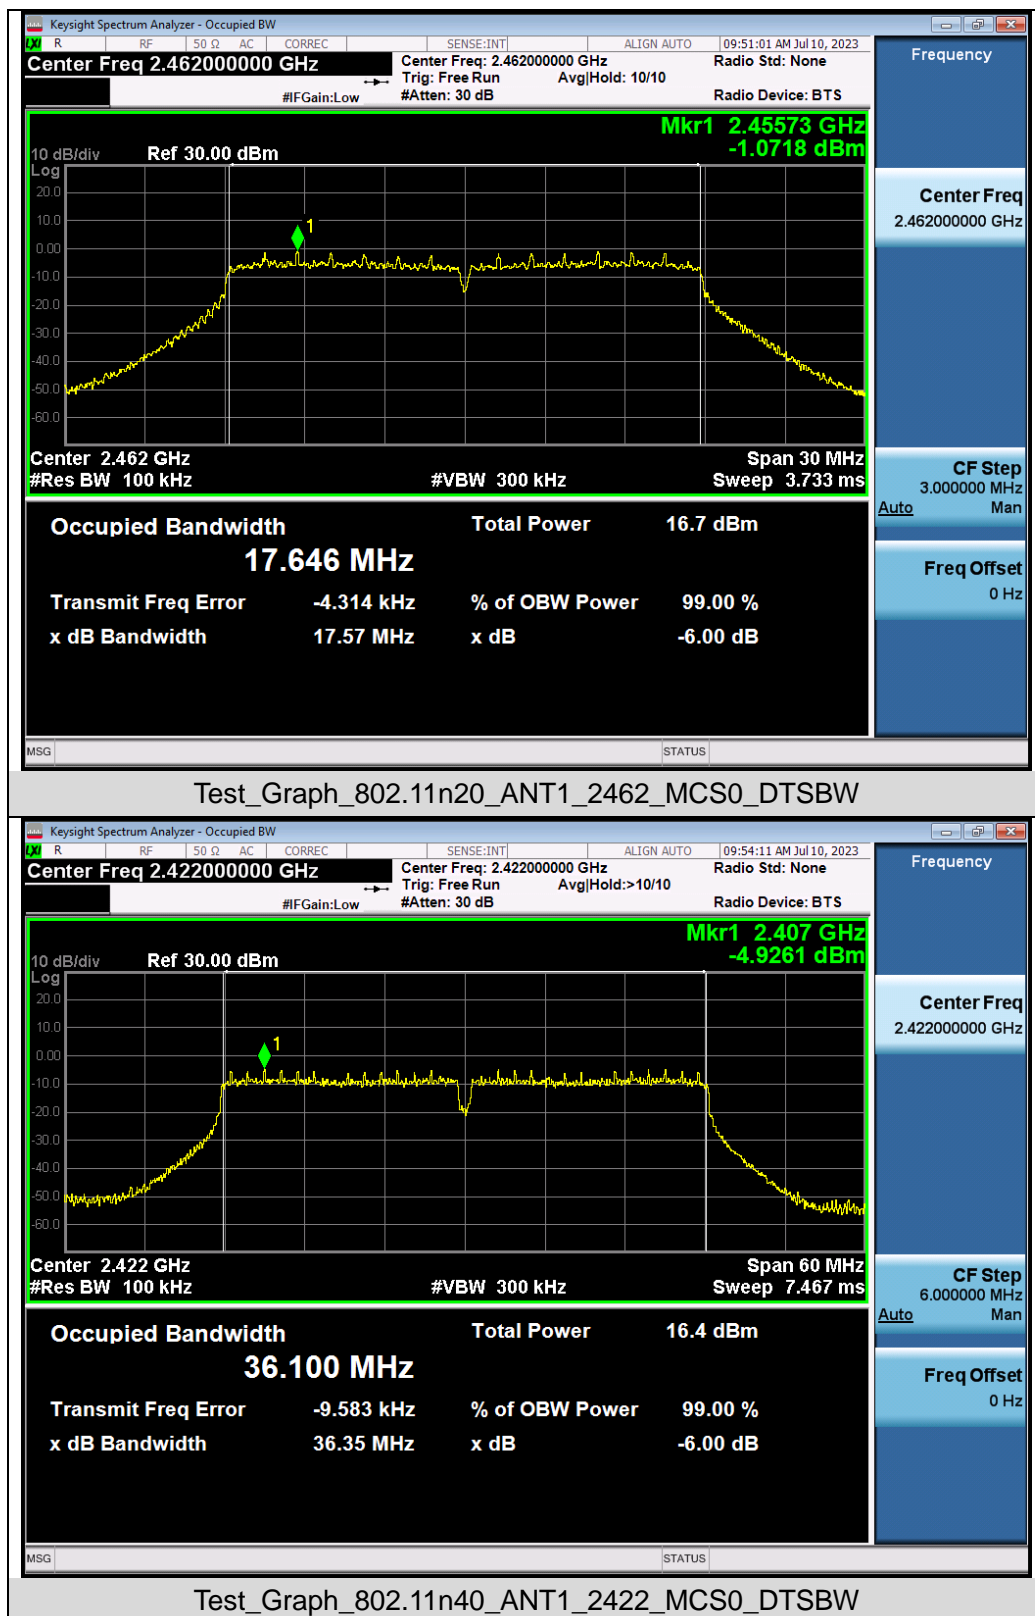 Keysight Spectrum Analyzer - Occupied BW
LXI R RF 50 Ω AC CORREC SENSE:INT ALIGN AUTO 09:51:01 AM Jul 10, 2023
Center Freq 2.462000000 GHz
Center Freq: 2.462000000 GHz Radio Std: None
Trig: Free Run Avg|Hold: 10/10
#IFGain:Low #Atten: 30 dB Radio Device: BTS
Frequency
Mkr1 2.45573 GHz
-1.0718 dBm
10 dB/div Ref 30.00 dBm
Log
20.0
10.0
0.00
-10.0
-20.0
-30.0
-40.0
-50.0
-60.0
1
Center 2.462 GHz Span 30 MHz
#Res BW 100 kHz #VBW 300 kHz Sweep 3.733 ms
Center Freq
2.462000000 GHz
CF Step
3.000000 MHz
Auto Man
Freq Offset
0 Hz
Occupied Bandwidth Total Power 16.7 dBm
17.646 MHz
Transmit Freq Error -4.314 kHz % of OBW Power 99.00 %
x dB Bandwidth 17.57 MHz x dB -6.00 dB
MSG STATUS
Test_Graph_802.11n20_ANT1_2462_MCS0_DTSBW
Keysight Spectrum Analyzer - Occupied BW
LXI R RF 50 Ω AC CORREC SENSE:INT ALIGN AUTO 09:54:11 AM Jul 10, 2023
Center Freq 2.422000000 GHz
Center Freq: 2.422000000 GHz Radio Std: None
Trig: Free Run Avg|Hold:>10/10
#IFGain:Low #Atten: 30 dB Radio Device: BTS
Frequency
Mkr1 2.407 GHz
-4.9261 dBm
10 dB/div Ref 30.00 dBm
Log
20.0
10.0
0.00
-10.0
-20.0
-30.0
-40.0
-50.0
-60.0
1
Center 2.422 GHz Span 60 MHz
#Res BW 100 kHz #VBW 300 kHz Sweep 7.467 ms
Center Freq
2.422000000 GHz
CF Step
6.000000 MHz
Auto Man
Freq Offset
0 Hz
Occupied Bandwidth Total Power 16.4 dBm
36.100 MHz
Transmit Freq Error -9.583 kHz % of OBW Power 99.00 %
x dB Bandwidth 36.35 MHz x dB -6.00 dB
MSG STATUS
Test_Graph_802.11n40_ANT1_2422_MCS0_DTSBW